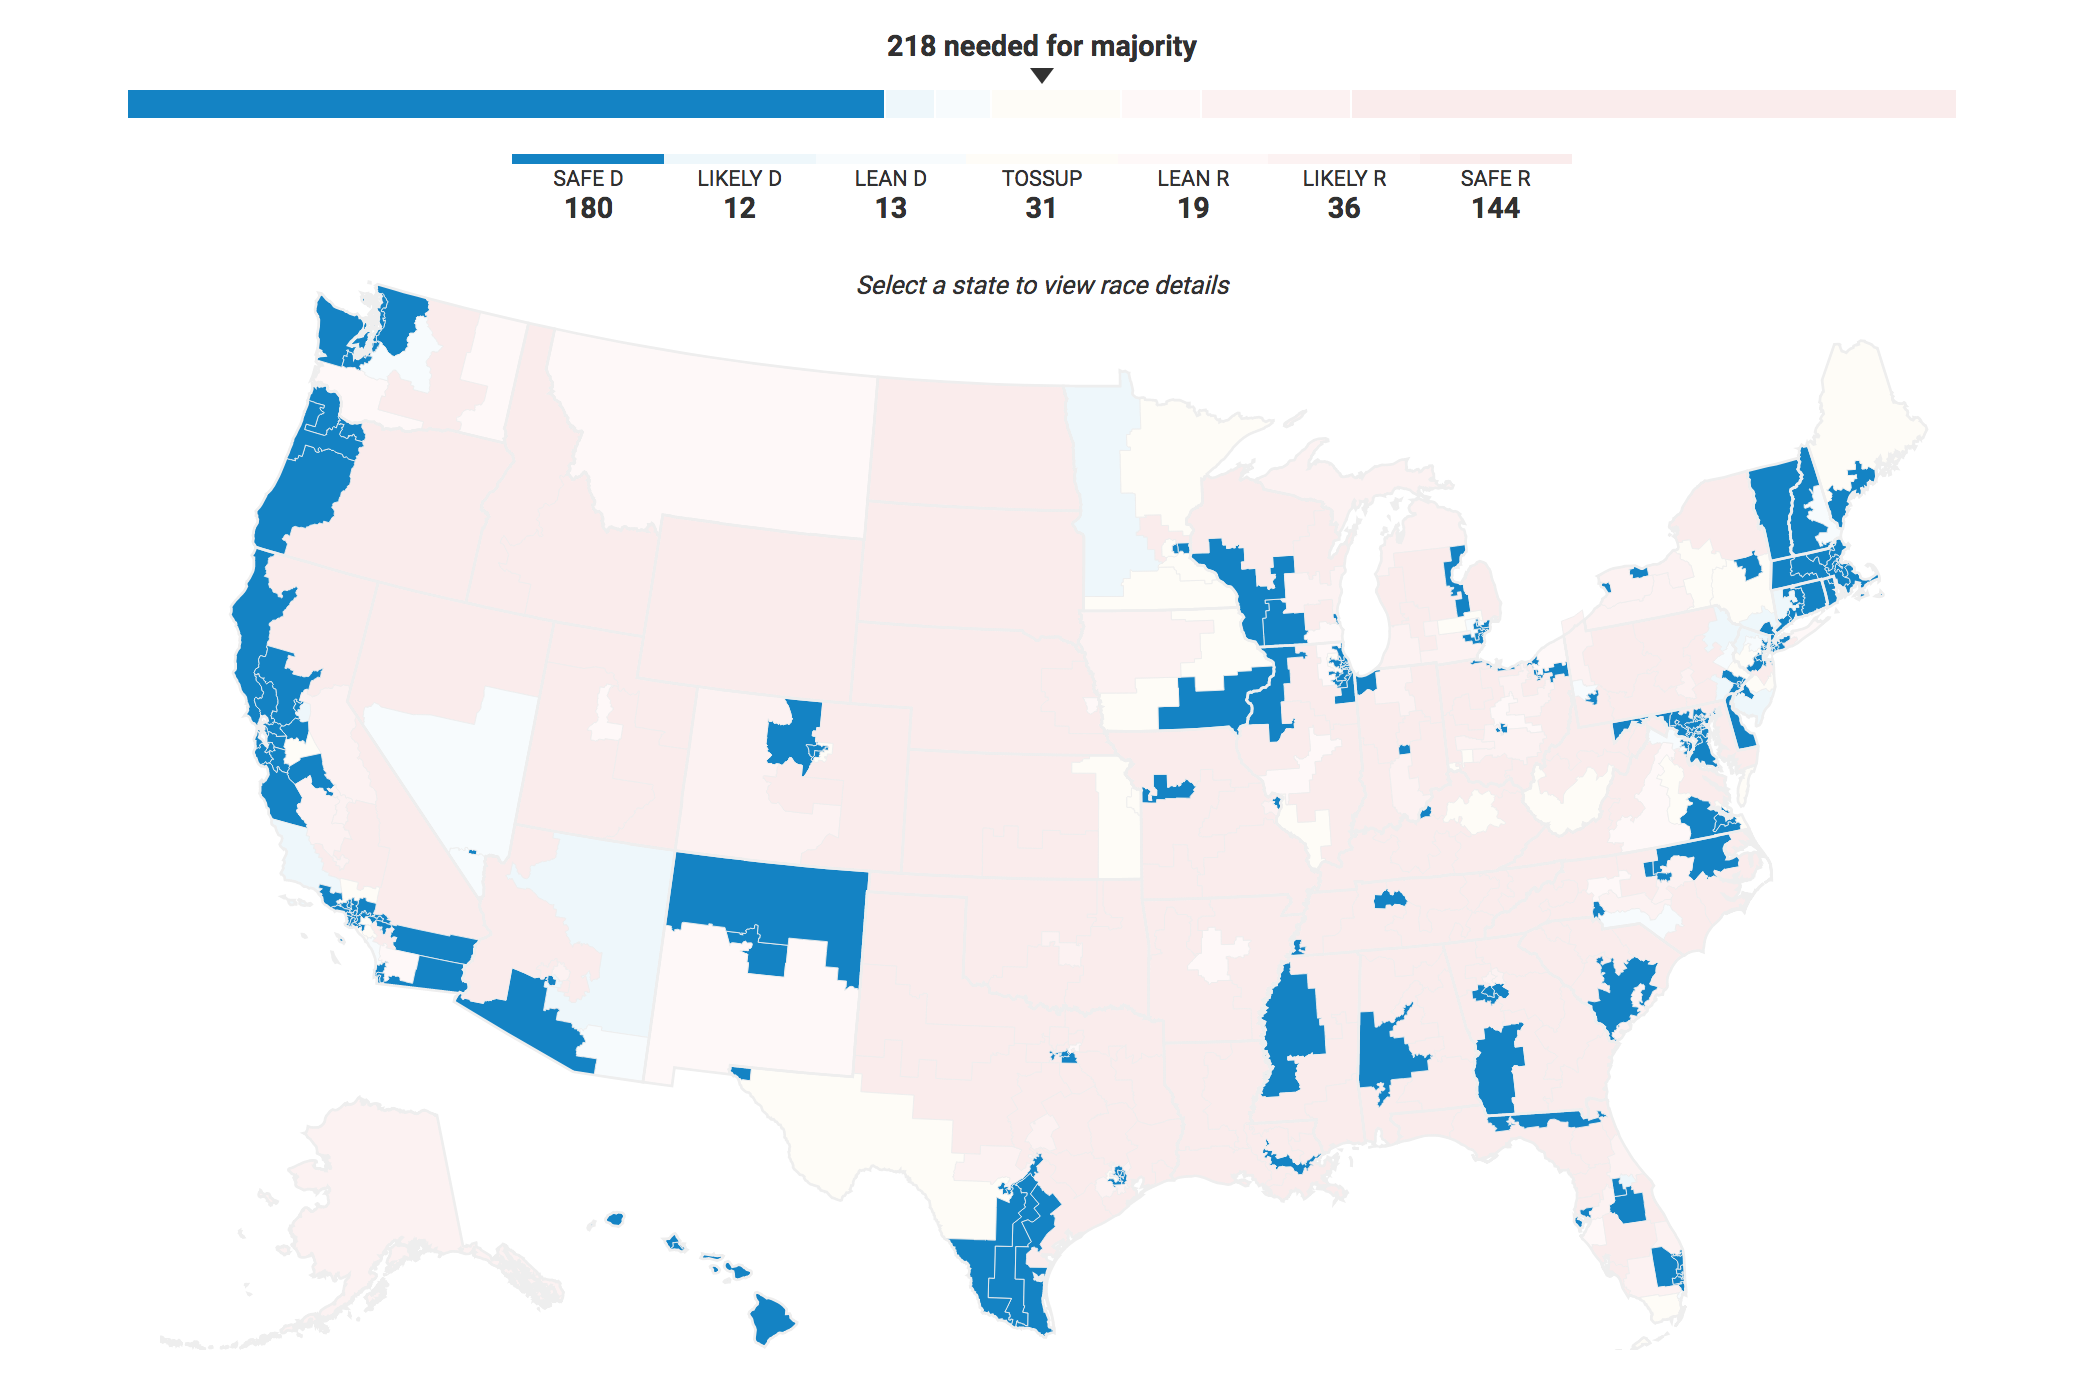 218 needed for majority
SAFE D LIKELY D LEAN D TOSSUP LEAN R LIKELY R SAFE R
180 12 13 31 19 36 144
Select a state to view race details